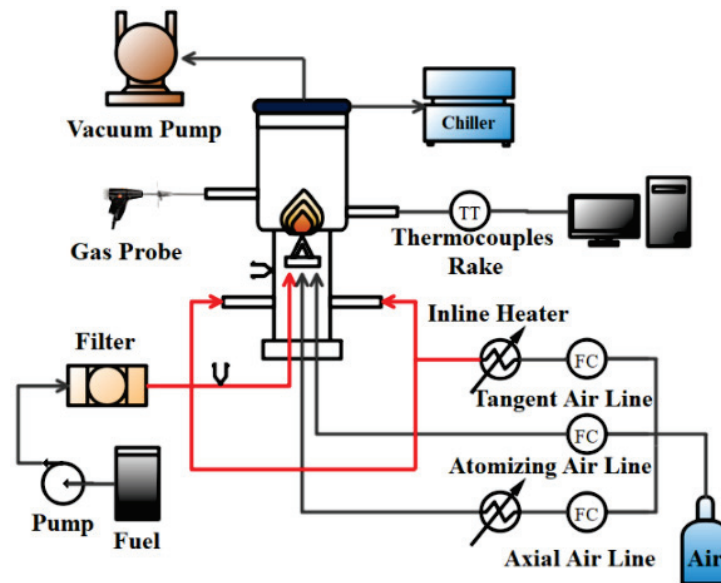 Vacuum Pump
Chiller
Gas Probe
TT
Thermocouples
Rake
Inline Heater
Filter
FC
Tangent Air Line
FC
Atomizing Air Line
Pump
Fuel
FC
Axial Air Line
Air